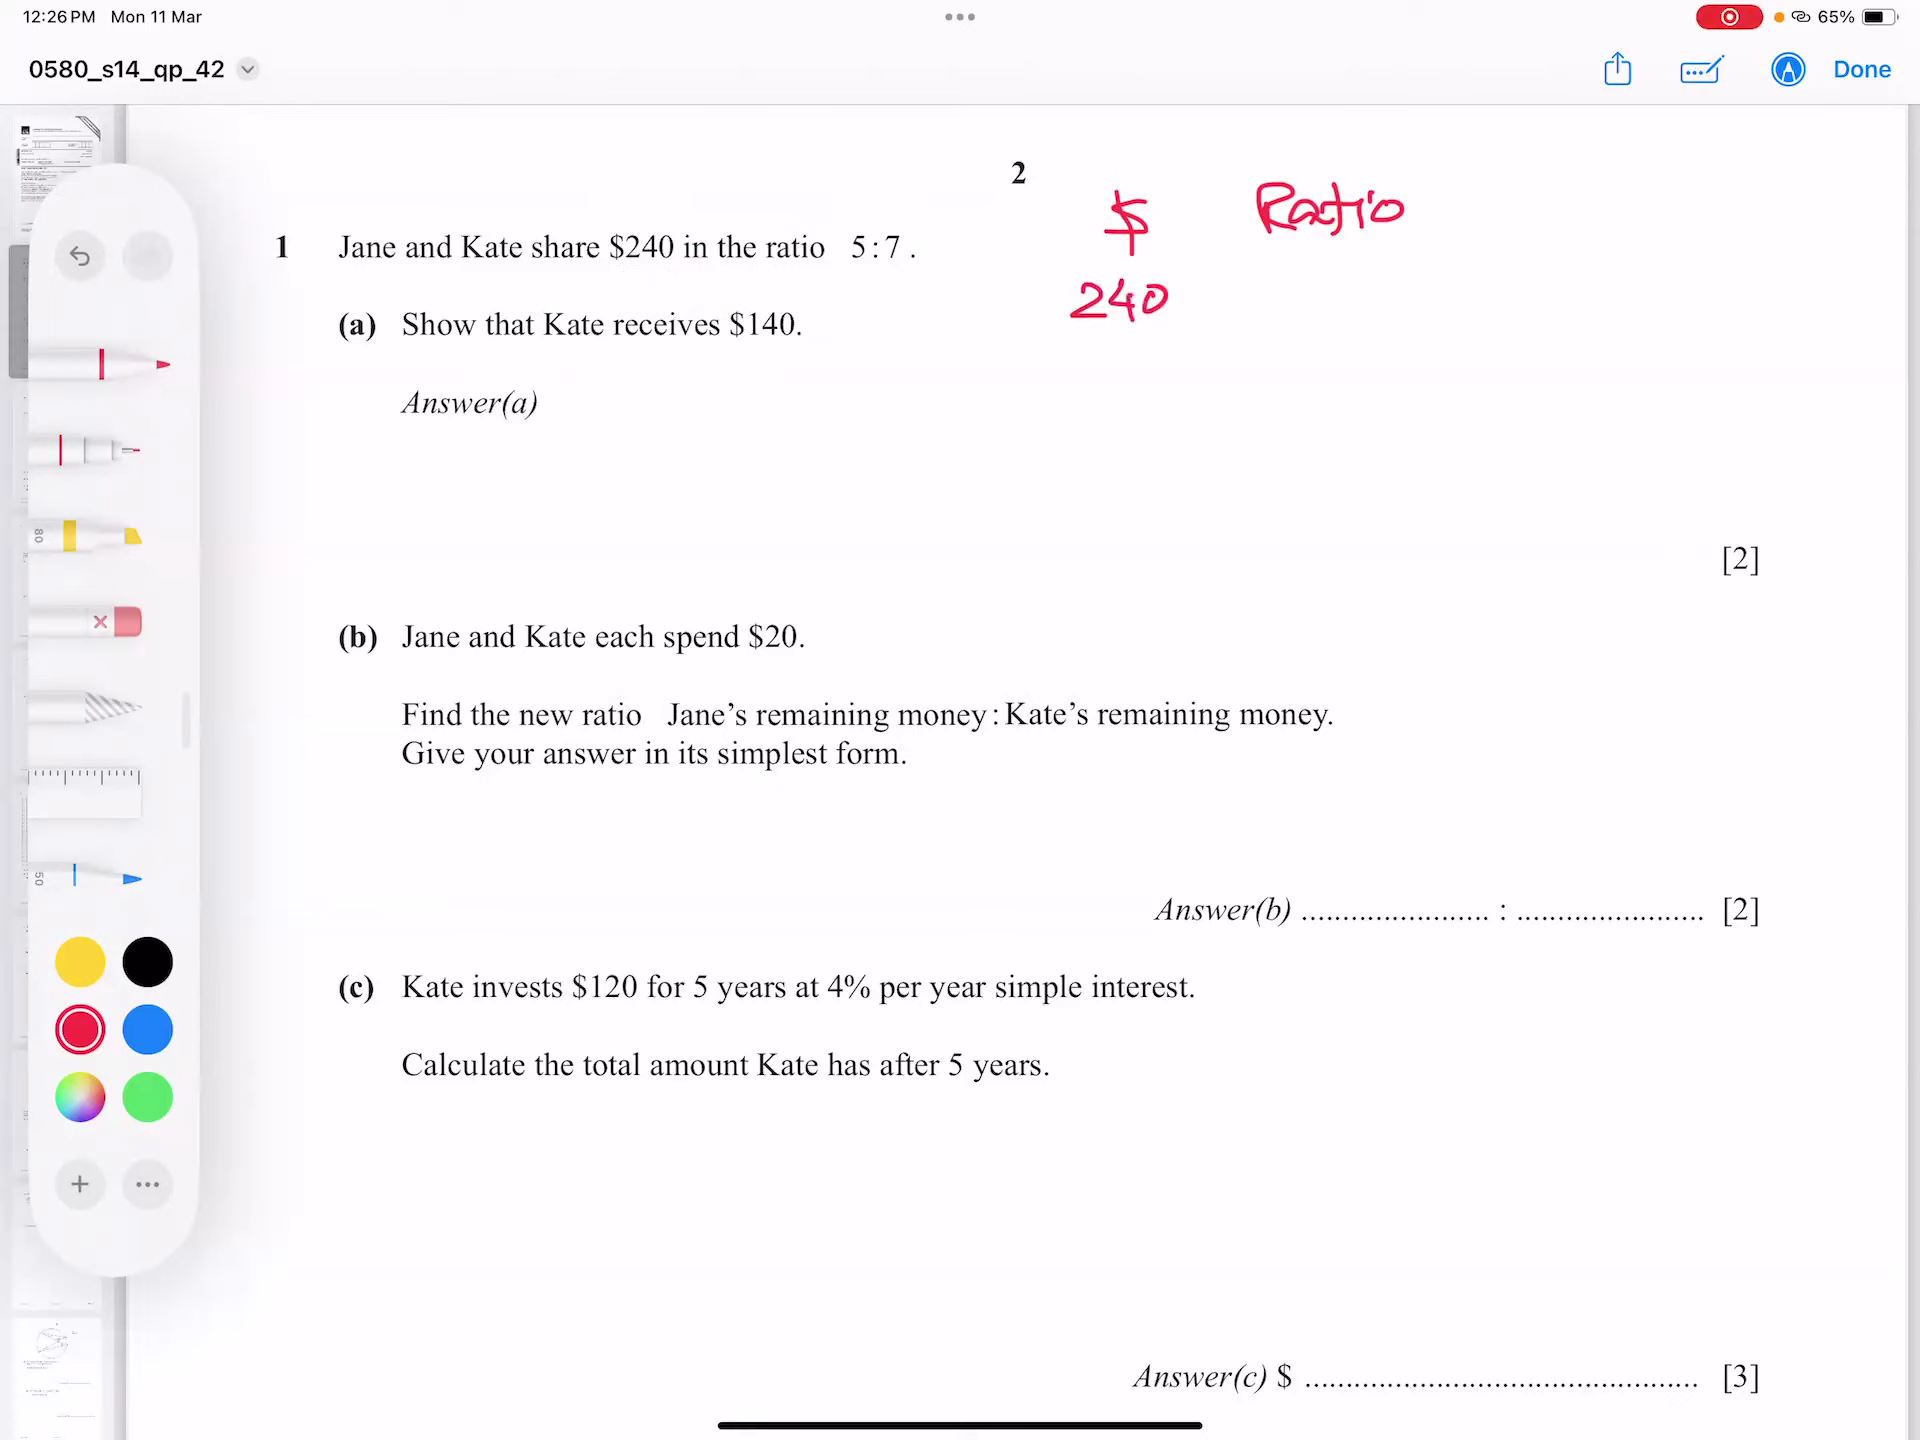 12:26 PM Mon 11 Mar
65%
0580_s14_qp_42
Done
2
$ Ratio
240
1 Jane and Kate share $240 in the ratio 5 : 7 .
(a) Show that Kate receives $140.
Answer(a)
[2]
(b) Jane and Kate each spend $20.
Find the new ratio Jane’s remaining money : Kate’s remaining money.
Give your answer in its simplest form.
Answer(b) ....................... : ....................... [2]
(c) Kate invests $120 for 5 years at 4% per year simple interest.
Calculate the total amount Kate has after 5 years.
Answer(c) $ ................................................ [3]
80
50